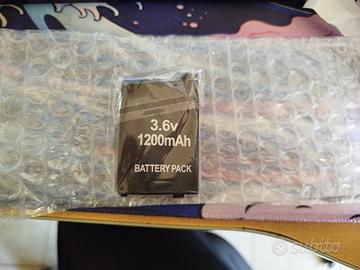 3.6v
1200mAh
BATTERY PACK
subito